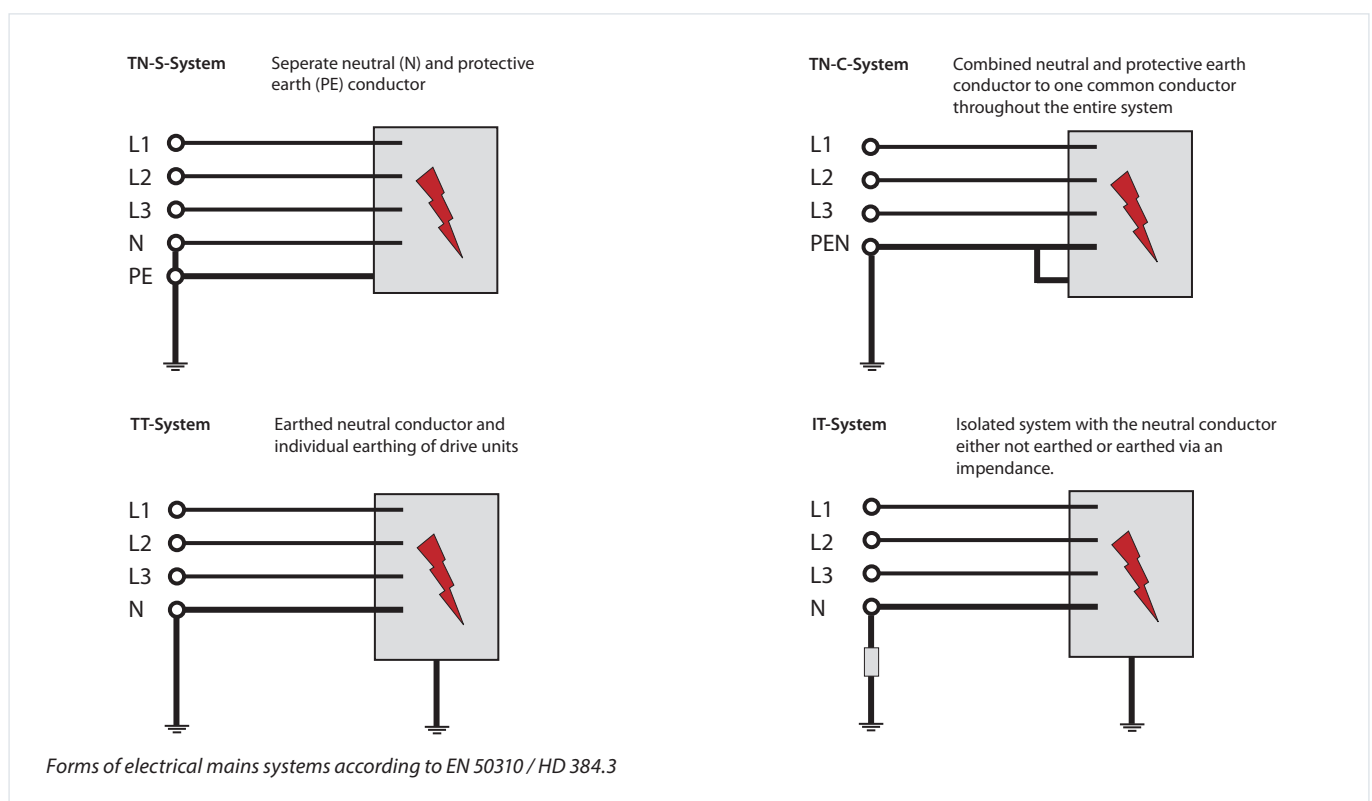 TN-S-System
Seperate neutral (N) and protective
earth (PE) conductor
L1
L2
L3
N
PE
TN-C-System
Combined neutral and protective earth
conductor to one common conductor
throughout the entire system
L1
L2
L3
PEN
TT-System
Earthed neutral conductor and
individual earthing of drive units
L1
L2
L3
N
IT-System
Isolated system with the neutral conductor
either not earthed or earthed via an
impendance.
L1
L2
L3
N
Forms of electrical mains systems according to EN 50310 / HD 384.3